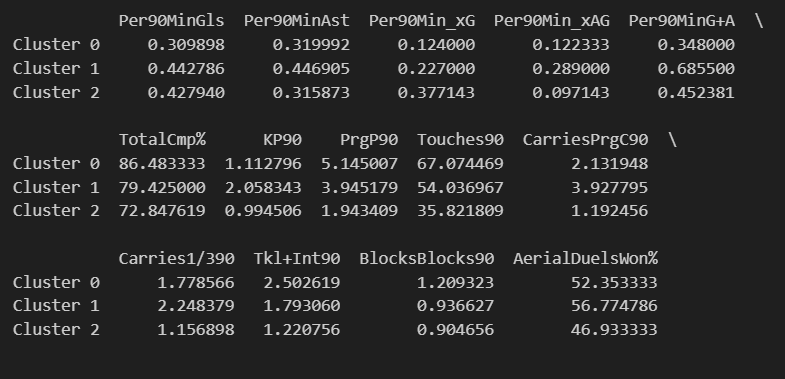 Per90MinGls Per90MinAst Per90Min_xG Per90Min_xAG Per90MinG+A \
Cluster 0 0.309898 0.319992 0.124000 0.122333 0.348000
Cluster 1 0.442786 0.446905 0.227000 0.289000 0.685500
Cluster 2 0.427940 0.315873 0.377143 0.097143 0.452381
TotalCmp% KP90 PrgP90 Touches90 CarriesPrgC90 \
Cluster 0 86.483333 1.112796 5.145007 67.074469 2.131948
Cluster 1 79.425000 2.058343 3.945179 54.036967 3.927795
Cluster 2 72.847619 0.994506 1.943409 35.821809 1.192456
Carries1/390 Tkl+Int90 BlocksBlocks90 AerialDuelsWon%
Cluster 0 1.778566 2.502619 1.209323 52.353333
Cluster 1 2.248379 1.793060 0.936627 56.774786
Cluster 2 1.156898 1.220756 0.904656 46.933333